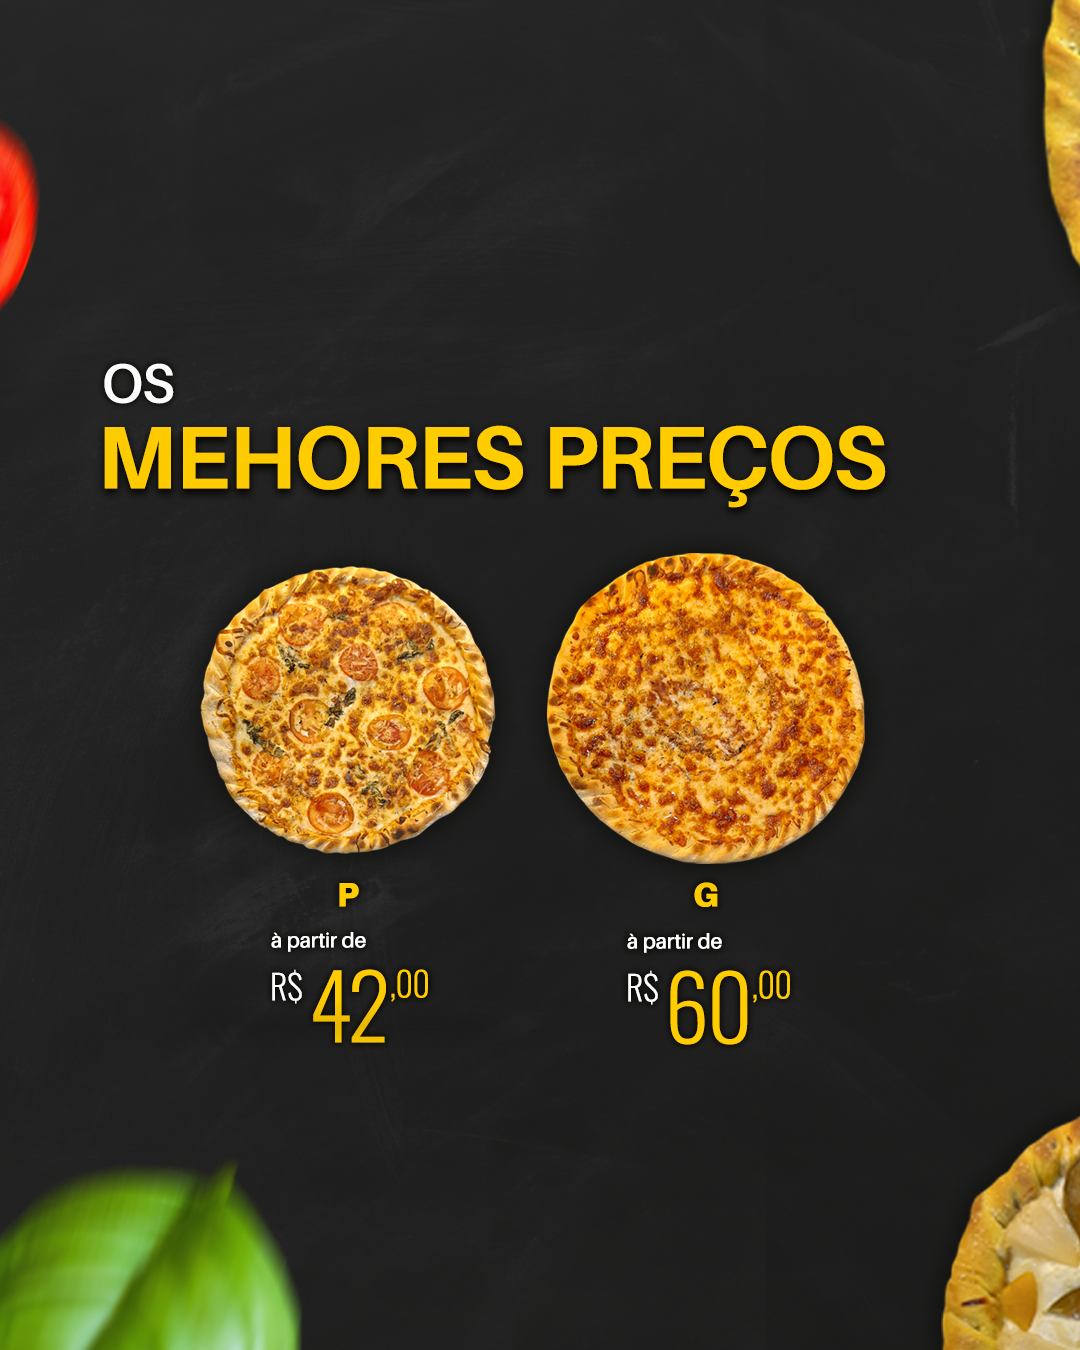 OS
MEHORES PREÇOS
P
à partir de
R$ 42,00
G
à partir de
R$ 60,00